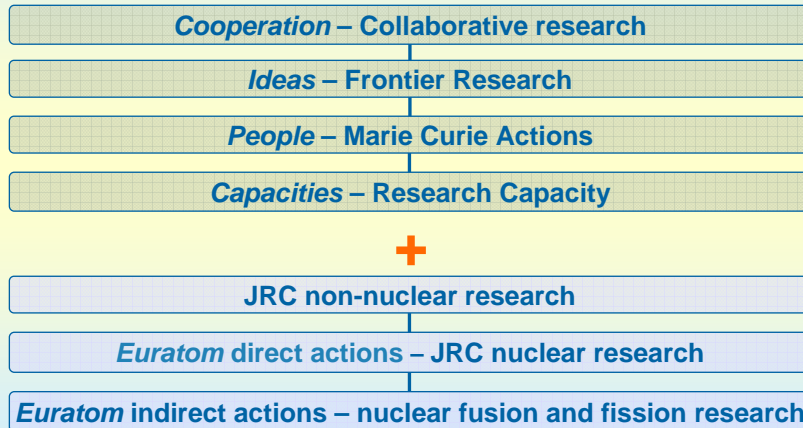 Cooperation – Collaborative research
Ideas – Frontier Research
People – Marie Curie Actions
Capacities – Research Capacity
+
JRC non-nuclear research
Euratom direct actions – JRC nuclear research
Euratom indirect actions – nuclear fusion and fission research